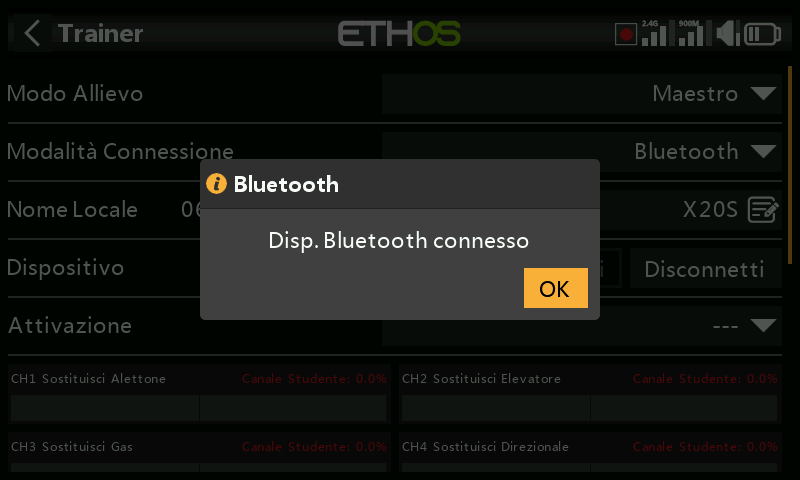 Trainer
ETHOS
2.4G
900M
Modo Allievo
Maestro
Modalità Connessione
Bluetooth
Bluetooth
Nome Locale
X20S
Disp. Bluetooth connesso
Dispositivo
Disconnetti
OK
Attivazione
---
CH1 Sostituisci Alettone
Canale Studente: 0.0%
CH2 Sostituisci Elevatore
Canale Studente: 0.0%
CH3 Sostituisci Gas
Canale Studente: 0.0%
CH4 Sostituisci Direzionale
Canale Studente: 0.0%